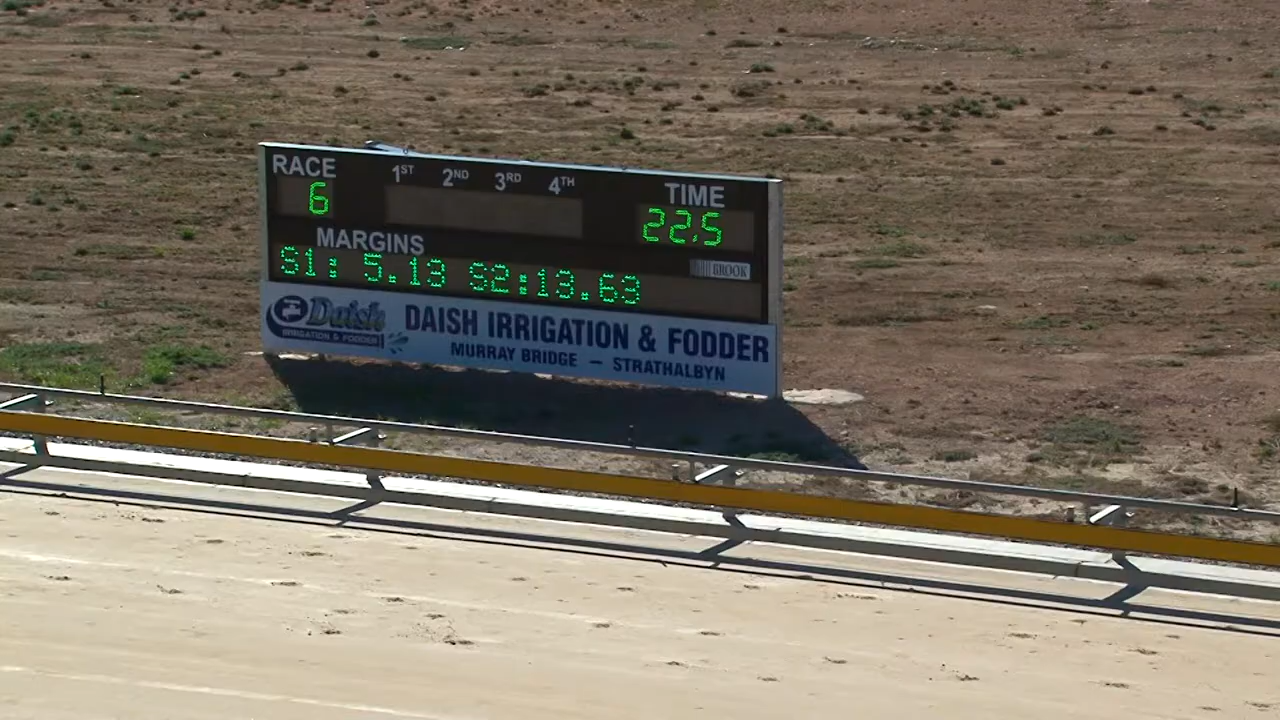 RACE 1ST 2ND 3RD 4TH TIME
6 22.5
MARGINS
S1: 5.13 S2:13.63
BROOK
Daish
IRRIGATION & FODDER
DAISH IRRIGATION & FODDER
MURRAY BRIDGE — STRATHALBYN